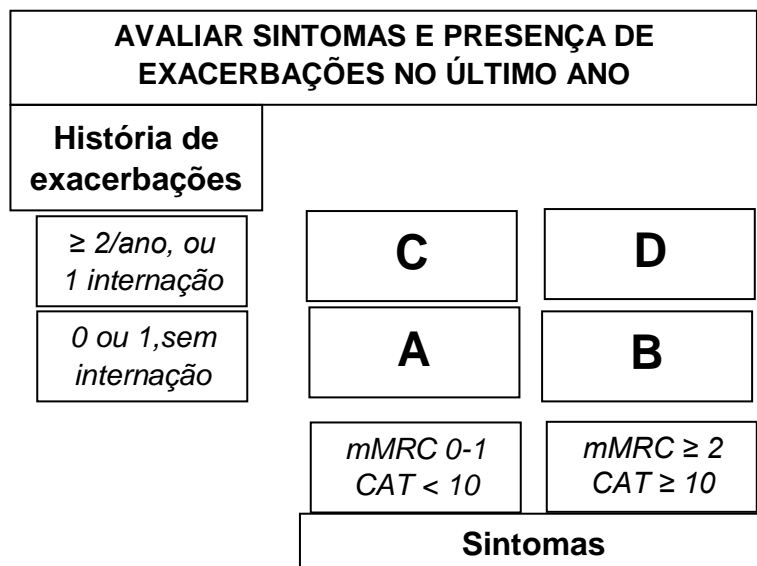 AVALIAR SINTOMAS E PRESENÇA DE
EXACERBAÇÕES NO ÚLTIMO ANO
História de
exacerbações
≥ 2/ano, ou
1 internação
C
D
0 ou 1,sem
internação
A
B
mMRC 0-1
CAT < 10
mMRC ≥ 2
CAT ≥ 10
Sintomas